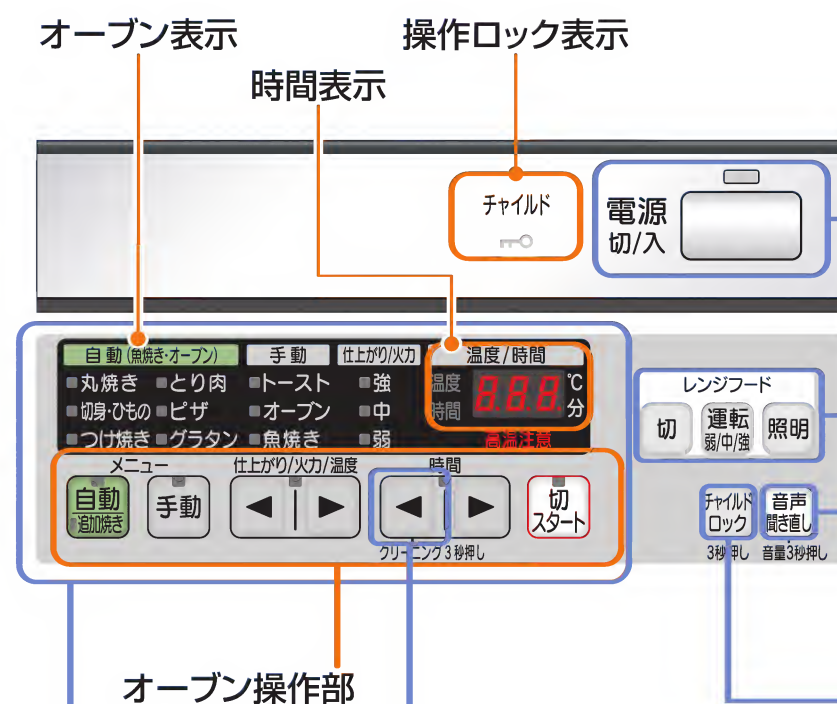 オーブン表示
操作ロック表示
時間表示
チャイルド
電源
切/入
自動(魚焼き・オーブン)
手動
仕上がり/火力
温度/時間
丸焼き
とり肉
トースト
強
温度
8.8.8
℃
切身・ひもの
ピザ
オーブン
中
時間
分
つけ焼き
グラタン
魚焼き
弱
高温注意
レンジフード
切
運転
弱/中/強
照明
メニュー
仕上がり/火力/温度
時間
自動
追加焼き
手動
切
スタート
クリーニング3秒押し
チャイルド
ロック
3秒押し
音声
聞き直し
音量3秒押し
オーブン操作部